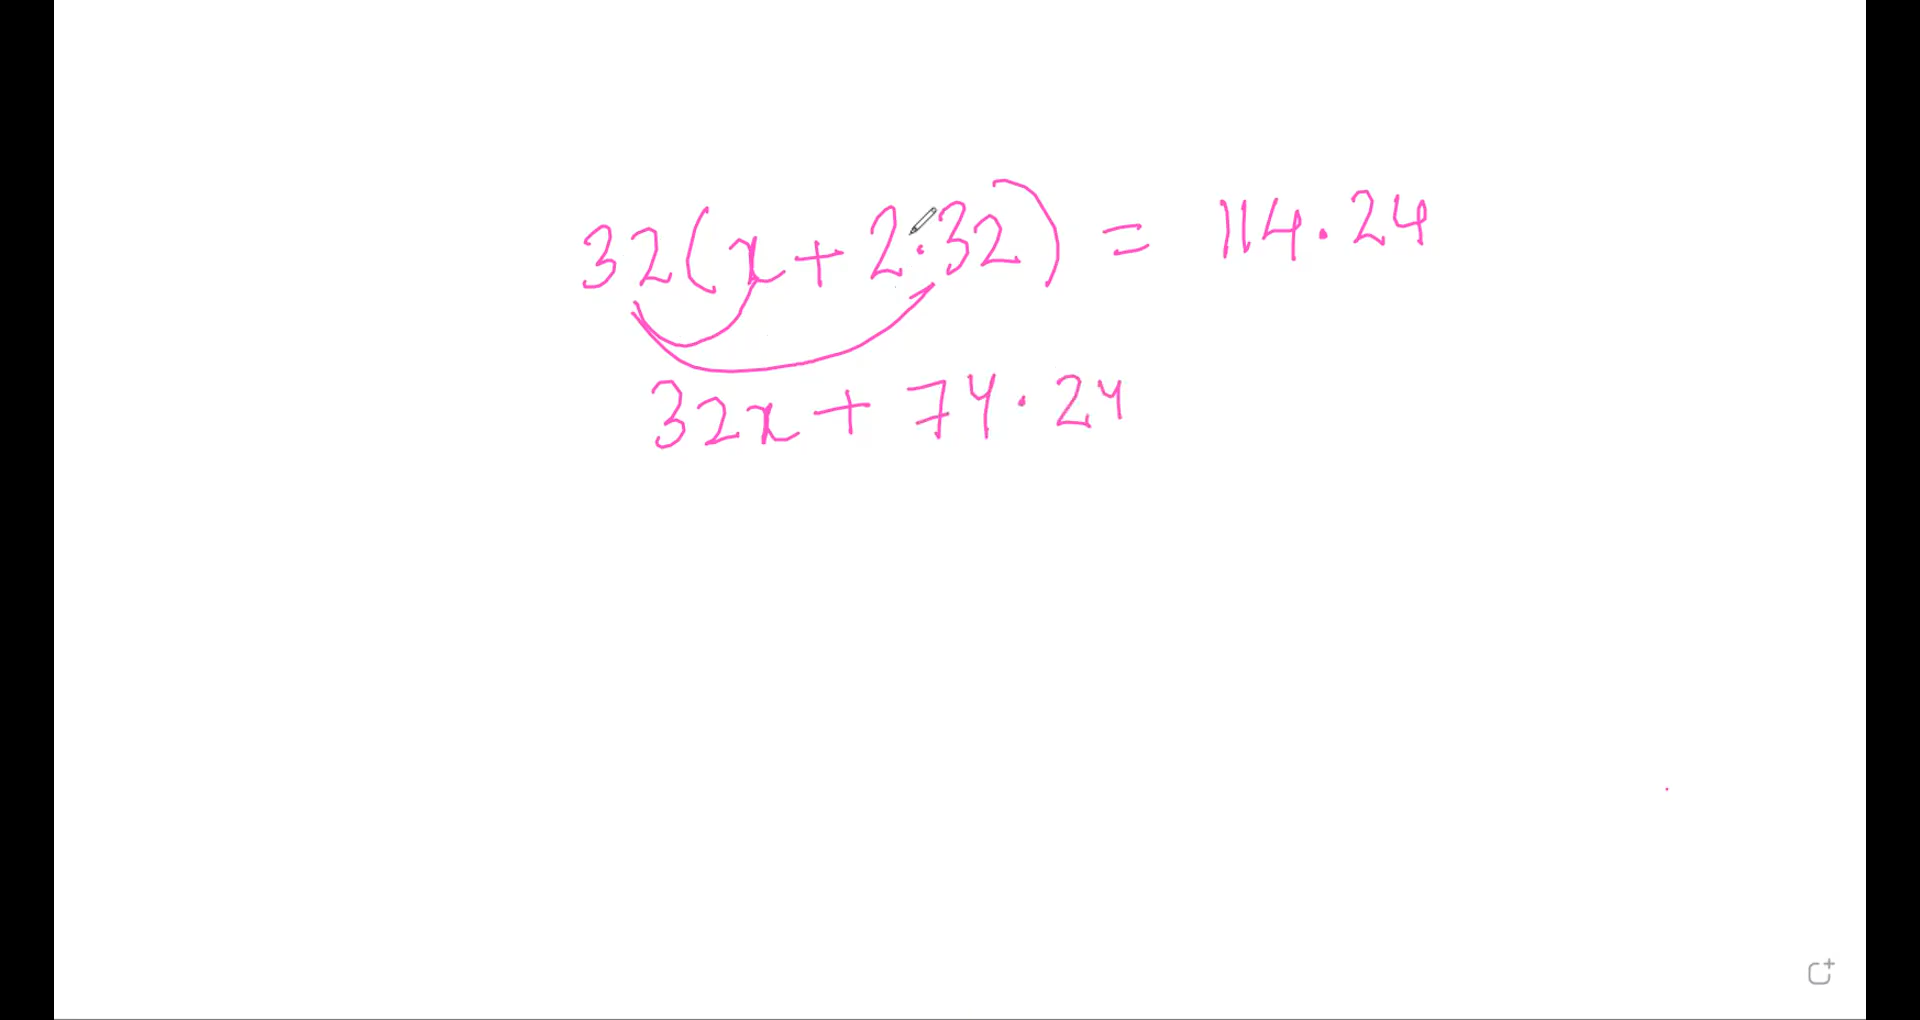 32(x + 2.32) = 114.24
32x + 74.24